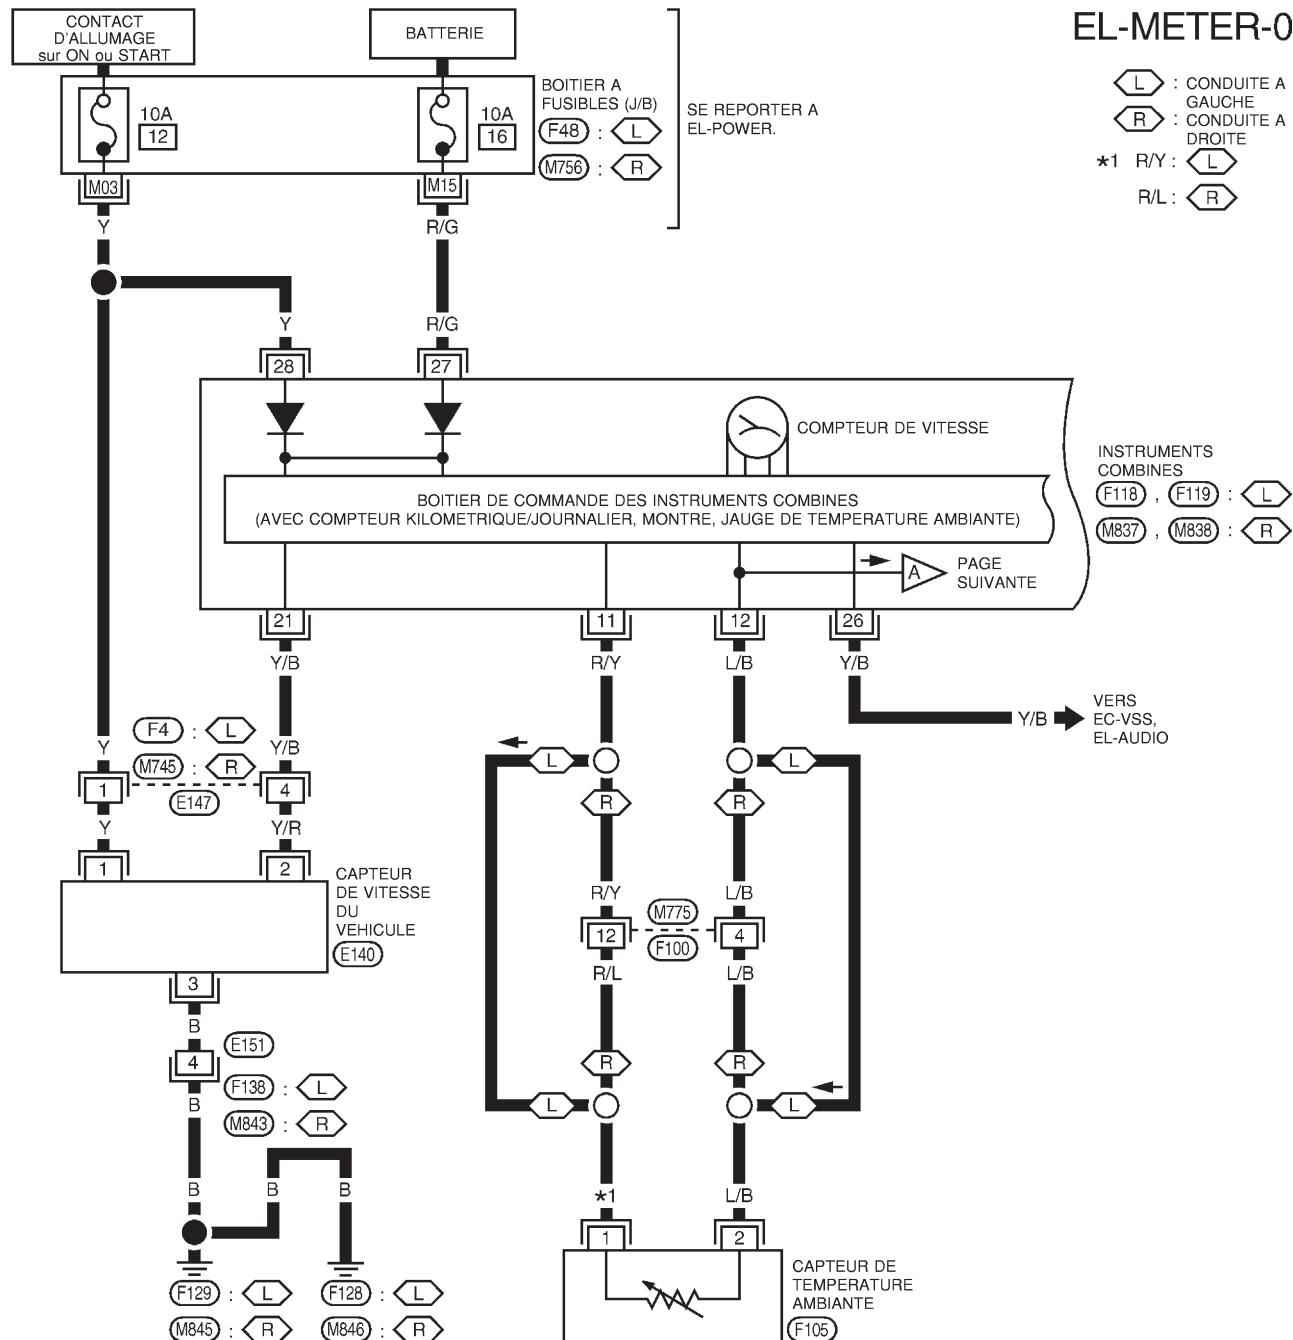 CONTACT
D'ALLUMAGE
sur ON ou START
BATTERIE
EL-METER-0
L : CONDUITE A
GAUCHE
R : CONDUITE A
DROITE
*1 R/Y : L
R/L : R
10A
12
10A
16
BOITIER A
FUSIBLES (J/B)
F48 : L
M756 : R
SE REPORTER A
EL-POWER.
M03
M15
Y
R/G
Y
R/G
28
27
COMPTEUR DE VITESSE
BOITIER DE COMMANDE DES INSTRUMENTS COMBINES
(AVEC COMPTEUR KILOMETRIQUE/JOURNALIER, MONTRE, JAUGE DE TEMPERATURE AMBIANTE)
INSTRUMENTS
COMBINES
F118 , F119 : L
M837 , M838 : R
A
PAGE
SUIVANTE
21
11
12
26
Y/B
R/Y
L/B
Y/B
Y/B
VERS
EC-VSS,
EL-AUDIO
F4 : L
M745 : R
Y
Y/B
1
4
E147
Y
Y/R
1
2
L
L
R
R
CAPTEUR
DE VITESSE
DU
VEHICULE
E140
R/Y
L/B
M775
12
4
F100
R/L
L/B
3
B
4
E151
F138 : L
M843 : R
B
R
R
L
L
B
B
B
*1
L/B
1
2
F129 : L
F128 : L
M845 : R
M846 : R
CAPTEUR DE
TEMPERATURE
AMBIANTE
F105